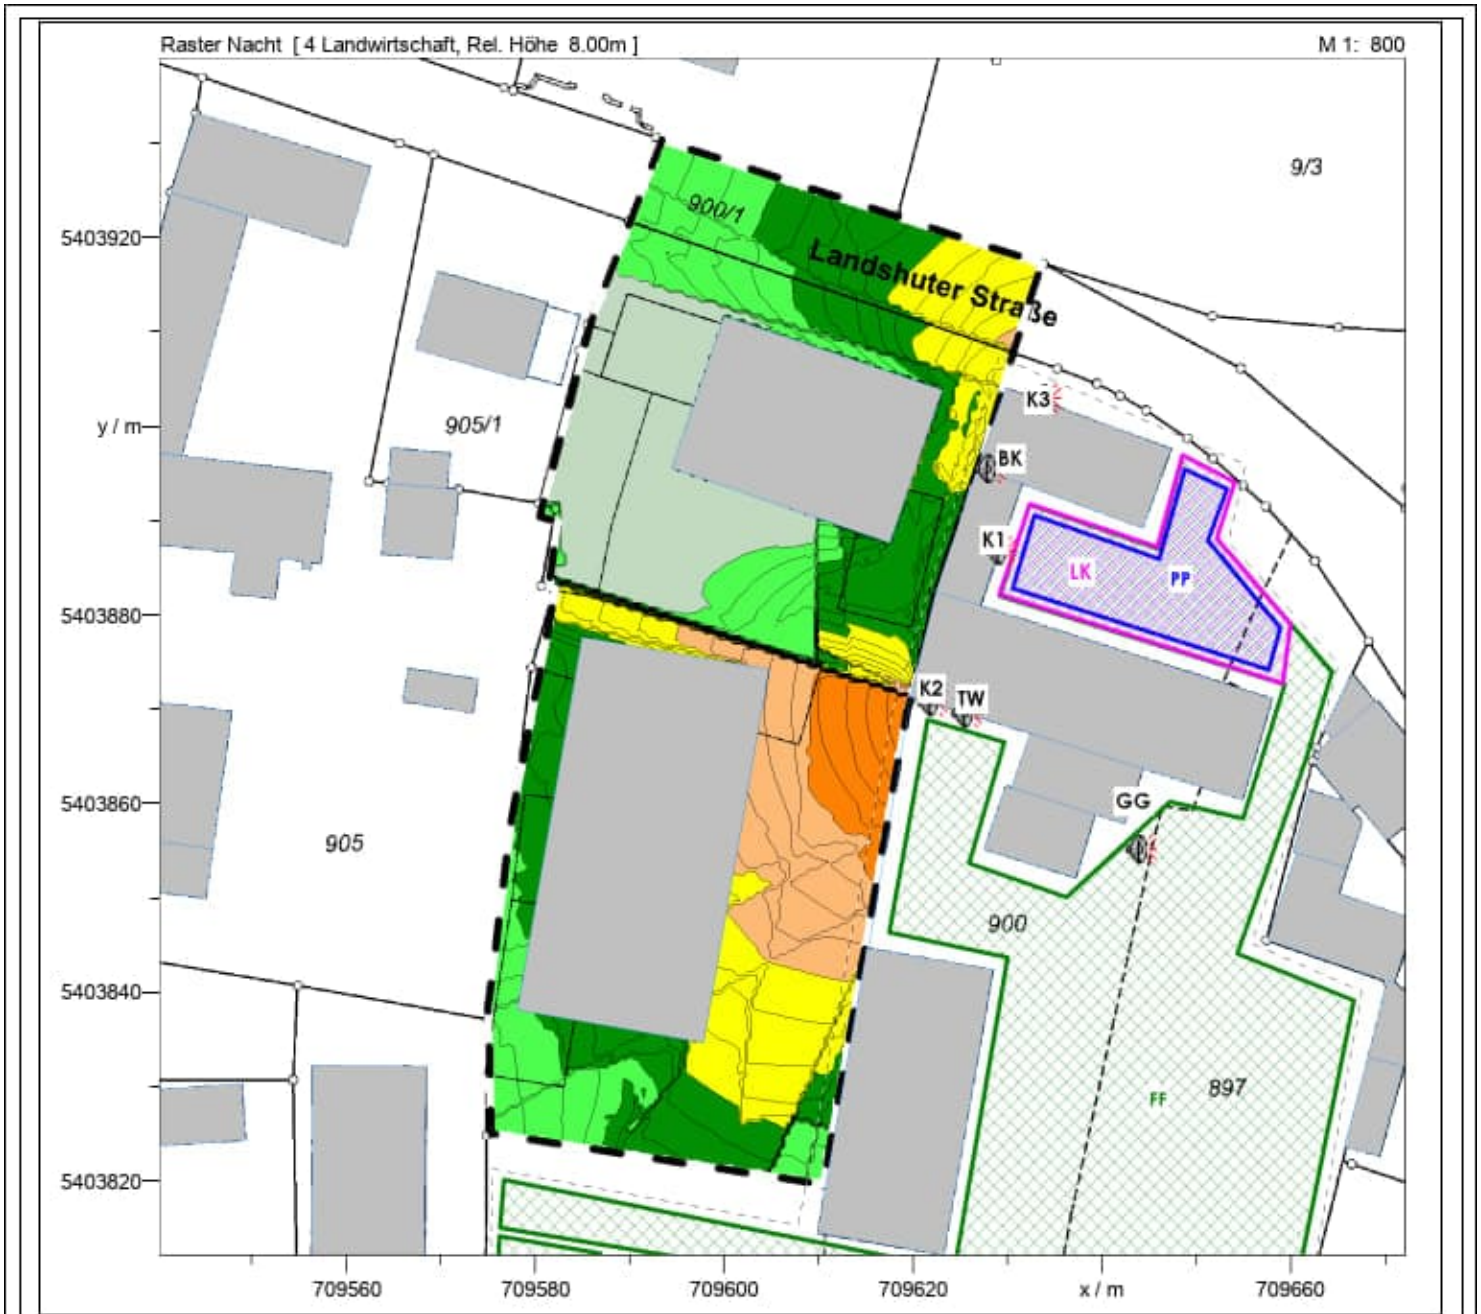 Raster Nacht [ 4 Landwirtschaft, Rel. Höhe 8.00m ]
M 1: 800
9/3
900/1
5403920
Landshuter Straße
K3
905/1
y / m
BK
K1
LK
PP
5403880
K2
TW
5403860
GG
905
900
5403840
897
FF
5403820
709560
709580
709600
709620
x / m
709660